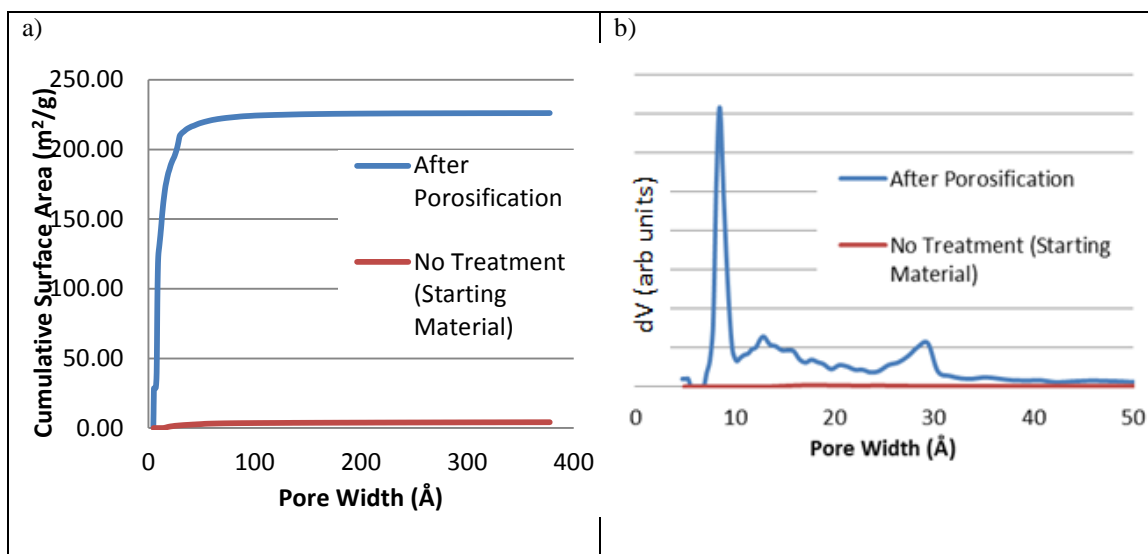 a)
250.00
200.00
150.00
100.00
50.00
0.00
Cumulative Surface Area (m²/g)
After
Porosification
No Treatment
(Starting
Material)
0 100 200 300 400
Pore Width (Å)
b)
dV (arb units)
After Porosification
No Treatment (Starting
Material)
0 10 20 30 40 50
Pore Width (Å)